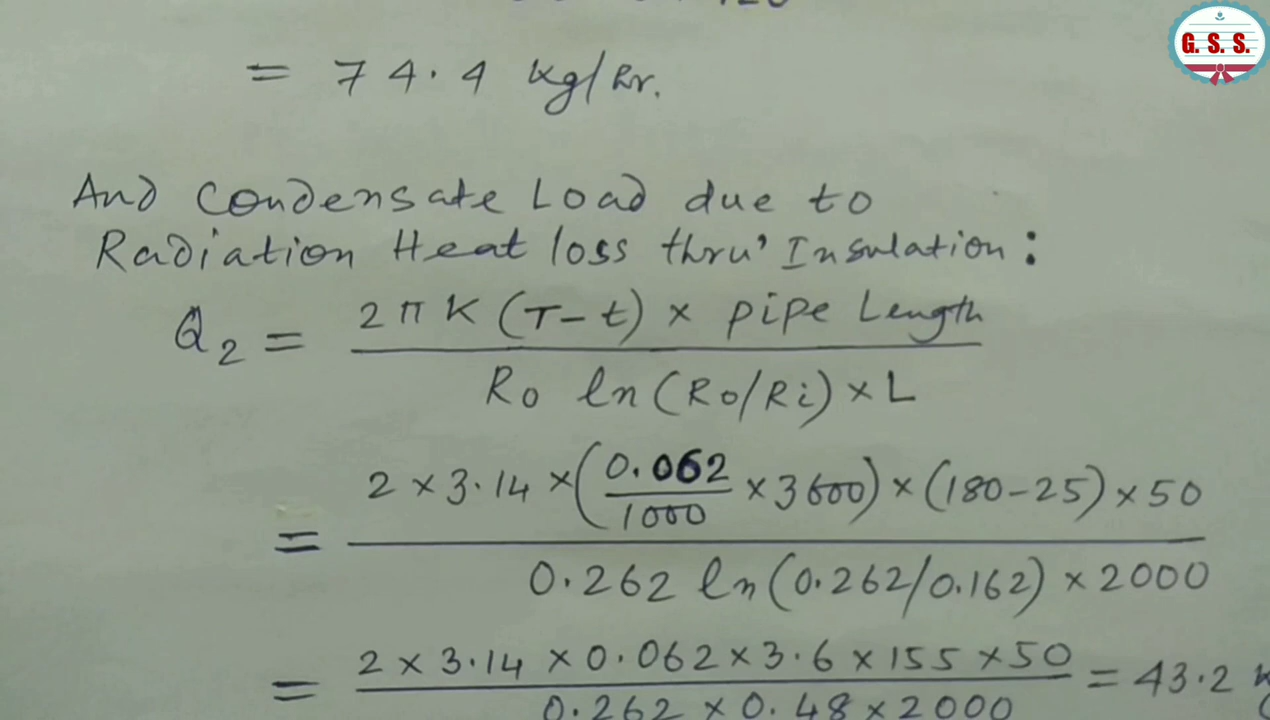 G. S. S.
= 74.4 kg/hr.
And Condensate Load due to
Radiation Heat loss thru' Insulation:
Q2 = 2πK (T-t) × pipe Length
Ro ln(Ro/Ri) × L
= 2 × 3.14 × (0.062/1000 × 3600) × (180-25) × 50
0.262 ln(0.262/0.162) × 2000
= 2 × 3.14 × 0.062 × 3.6 × 155 × 50 = 43.2
0.262 × 0.48 × 2000